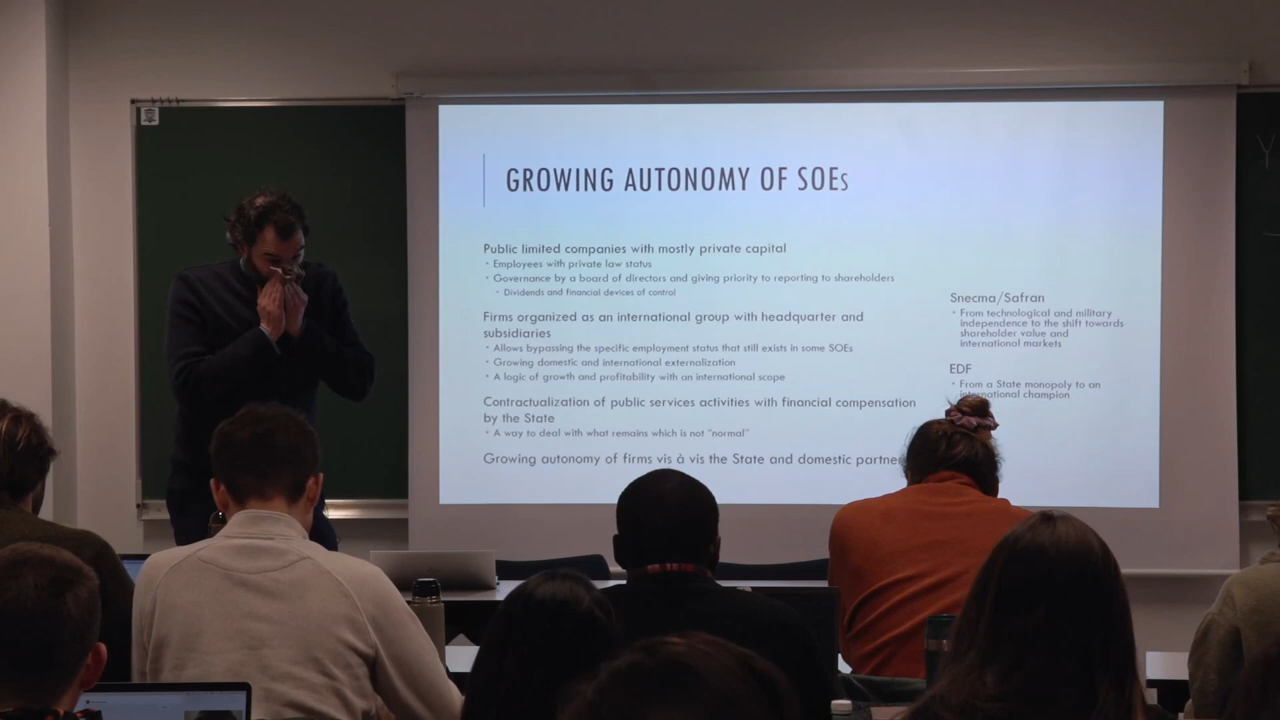 GROWING AUTONOMY OF SOEs
Public limited companies with mostly private capital
Employees with private law status
Governance by a board of directors and giving priority to reporting to shareholders
Dividends and financial devices of control
Firms organized as an international group with headquarter and
subsidiaries
Allows bypassing the specific employment status that still exists in some SOEs
Growing domestic and international externalization
A logic of growth and profitability with an international scope
Contractualization of public services activities with financial compensation
by the State
A way to deal with what remains which is not "normal"
Growing autonomy of firms vis à vis the State and domestic partne
Snecma/Safran
From technological and military
independence to the shift towards
shareholder value and
international markets
EDF
From a State monopoly to an
international champion